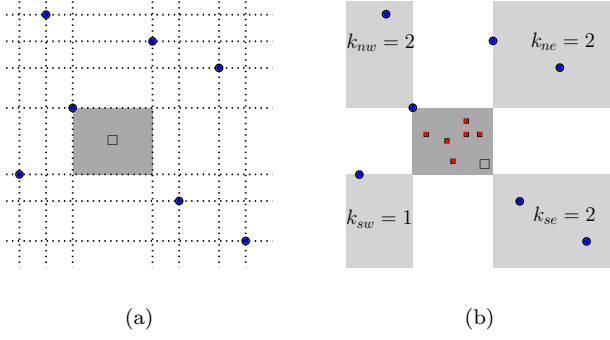 k_{nw} = 2
k_{ne} = 2
□
□
k_{sw} = 1
k_{se} = 2
(a)
(b)